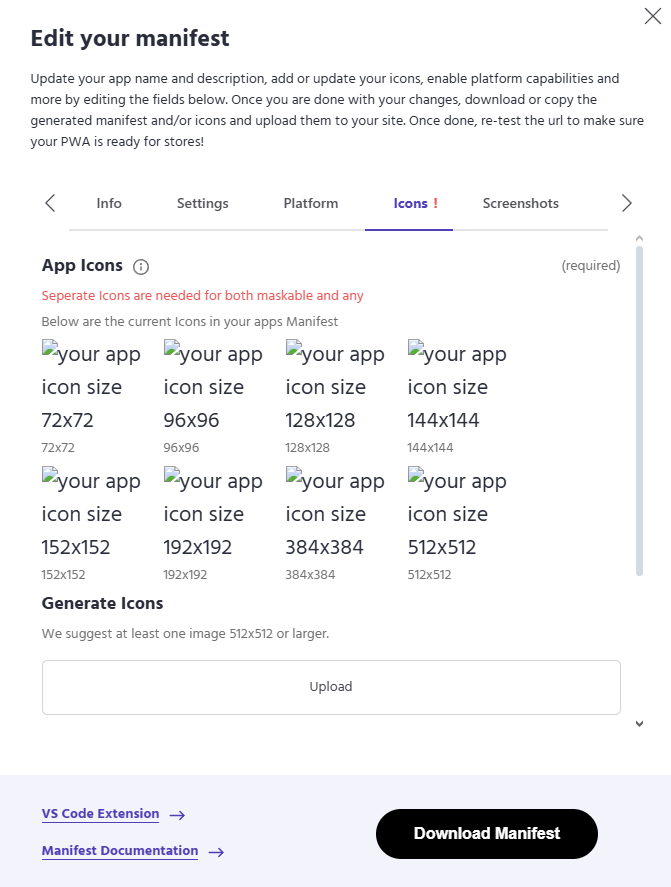 Edit your manifest
Update your app name and description, add or update your icons, enable platform capabilities and
more by editing the fields below. Once you are done with your changes, download or copy the
generated manifest and/or icons and upload them to your site. Once done, re-test the url to make sure
your PWA is ready for stores!
Info Settings Platform Icons ! Screenshots
App Icons (required)
Seperate Icons are needed for both maskable and any
Below are the current Icons in your apps Manifest
your app icon size 72x72
72x72
your app icon size 96x96
96x96
your app icon size 128x128
128x128
your app icon size 144x144
144x144
your app icon size 152x152
152x152
your app icon size 192x192
192x192
your app icon size 384x384
384x384
your app icon size 512x512
512x512
Generate Icons
We suggest at least one image 512x512 or larger.
Upload
VS Code Extension
Manifest Documentation
Download Manifest